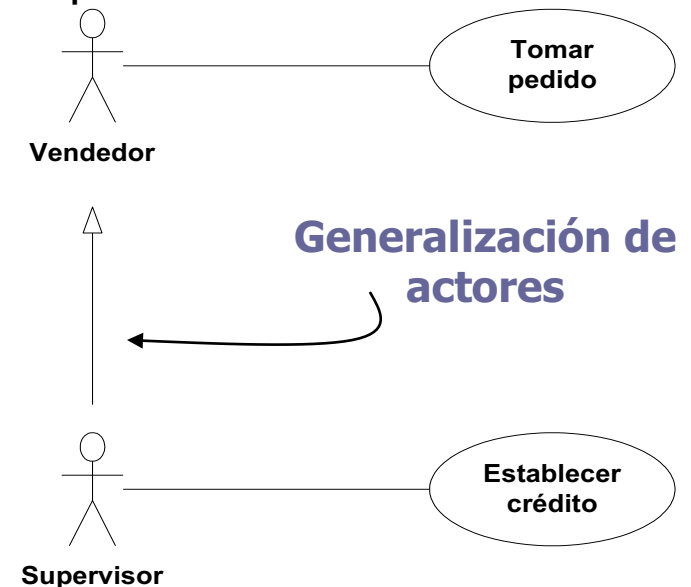 Tomar
pedido
Vendedor
Generalización de
actores
Establecer
crédito
Supervisor